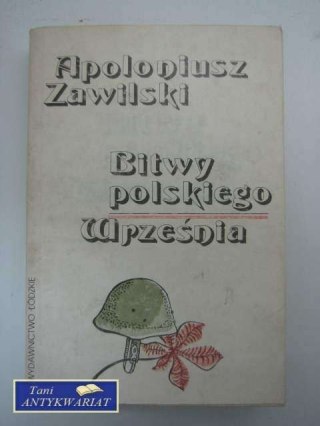 Apoloniusz
Zawilski
Bitwy
polskiego
Września
WYDAWNICTWO ŁÓDZKIE
Tani
ANTYKWARIAT